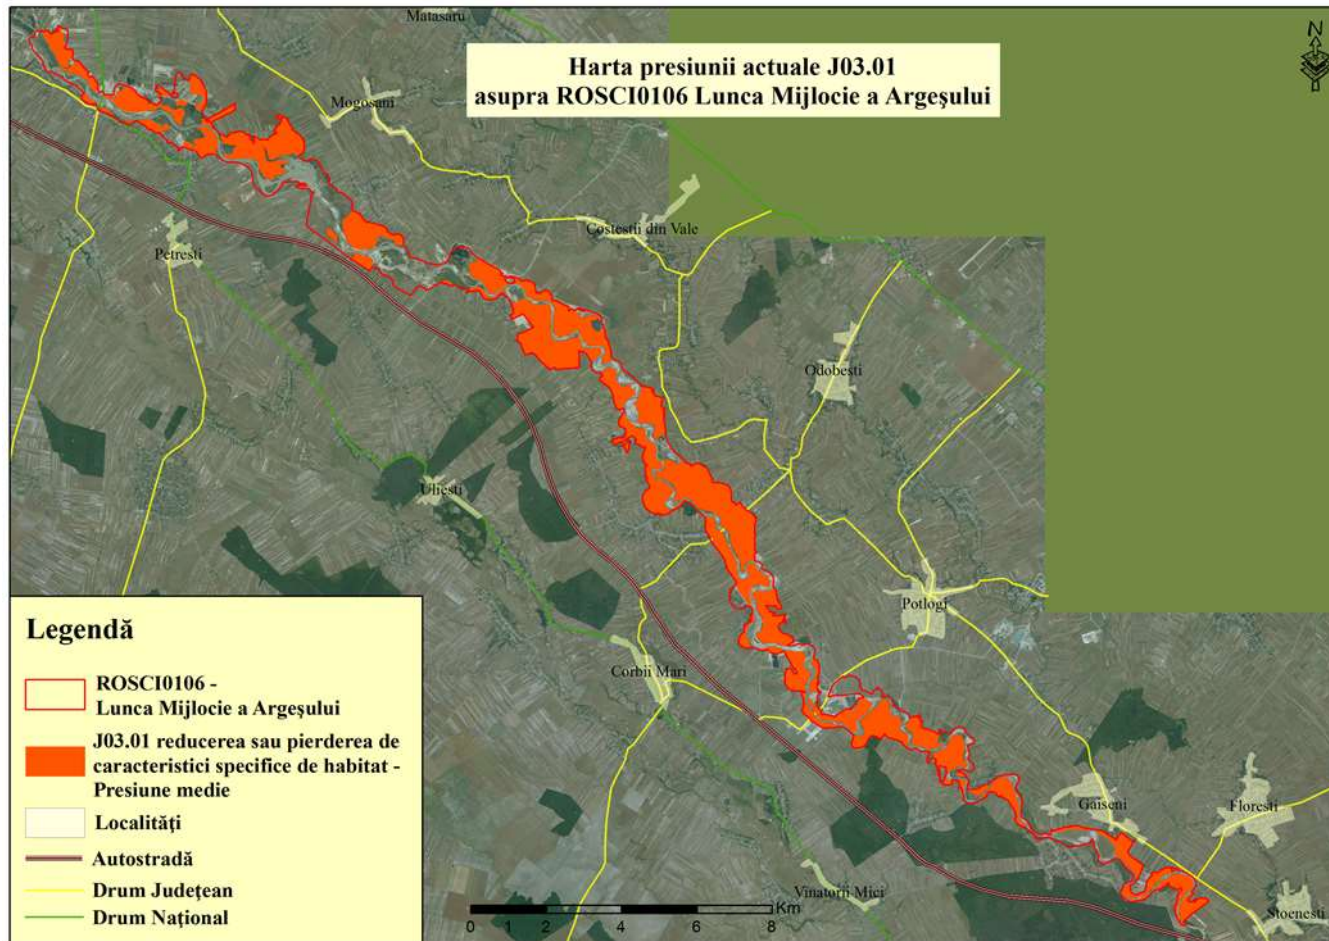 Matasaru
N
Harta presiunii actuale J03.01
asupra ROSCI0106 Lunca Mijlocie a Argeşului
Mogosani
Costestii din Vale
Petresti
Odobesti
Uliesti
Potlogi
Corbii Mari
Gaiseni
Floresti
Vinatorii Mici
Stoenesti
Legendă
ROSCI0106 -
Lunca Mijlocie a Argeşului
J03.01 reducerea sau pierderea de
caracteristici specifice de habitat -
Presiune medie
Localităţi
Autostradă
Drum Judeţean
Drum Naţional
Km
0 2 4 6 8